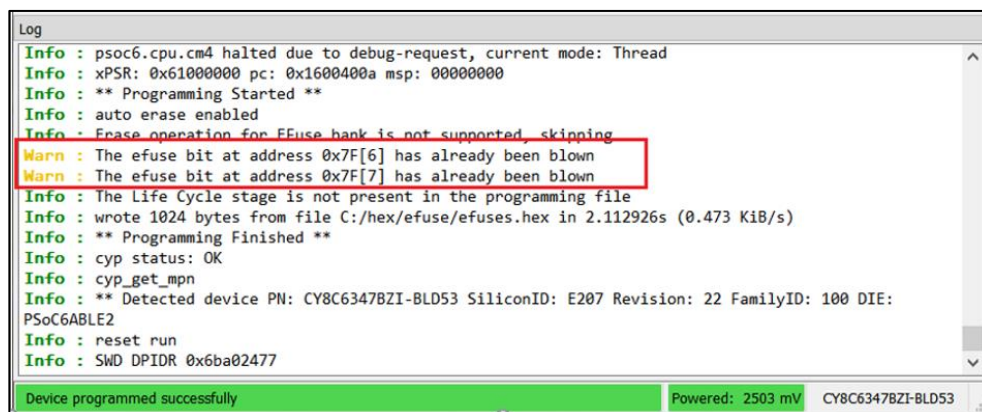 Log
Info : psoc6.cpu.cm4 halted due to debug-request, current mode: Thread
Info : xPSR: 0x61000000 pc: 0x1600400a msp: 00000000
Info : ** Programming Started **
Info : auto erase enabled
Info : Erase operation for EFuse bank is not supported, skipping
Warn : The efuse bit at address 0x7F[6] has already been blown
Warn : The efuse bit at address 0x7F[7] has already been blown
Info : The Life Cycle stage is not present in the programming file
Info : wrote 1024 bytes from file C:/hex/efuse/efuses.hex in 2.112926s (0.473 KiB/s)
Info : ** Programming Finished **
Info : cyp status: OK
Info : cyp_get_mpn
Info : ** Detected device PN: CY8C6347BZI-BLD53 SiliconID: E207 Revision: 22 FamilyID: 100 DIE:
PSoC6ABLE2
Info : reset run
Info : SWD DPIDR 0x6ba02477
Device programmed successfully Powered: 2503 mV CY8C6347BZI-BLD53